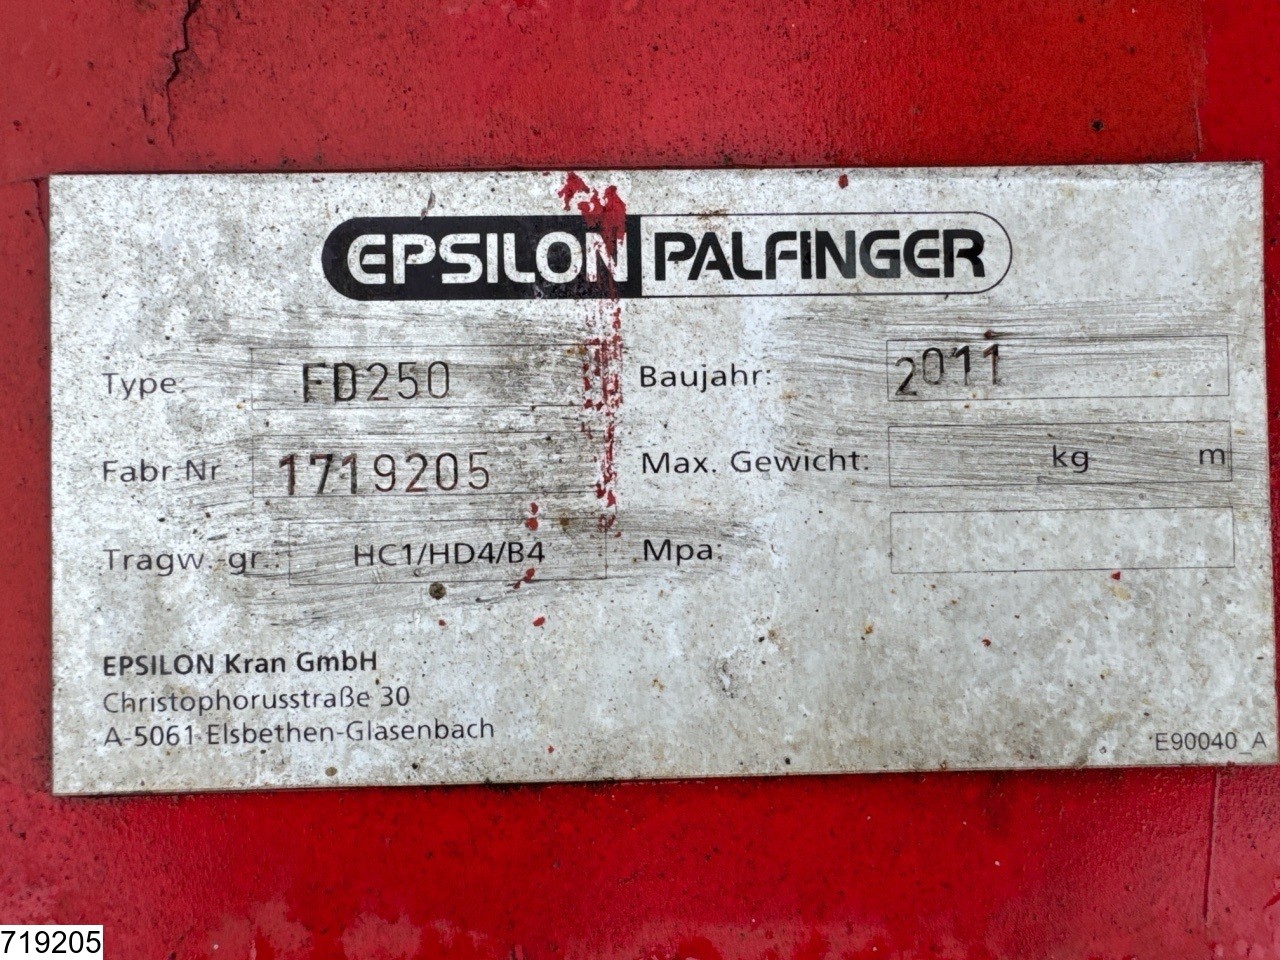 EPSILON PALFINGER
Type: FD250
Baujahr: 2011
Fabr.Nr.: 1719205
Max. Gewicht: kg m
Tragw.-gr.: HC1/HD4/B4
Mpa:
EPSILON Kran GmbH
Christophorusstraße 30
A-5061 Elsbethen-Glasenbach
E90040_A
719205